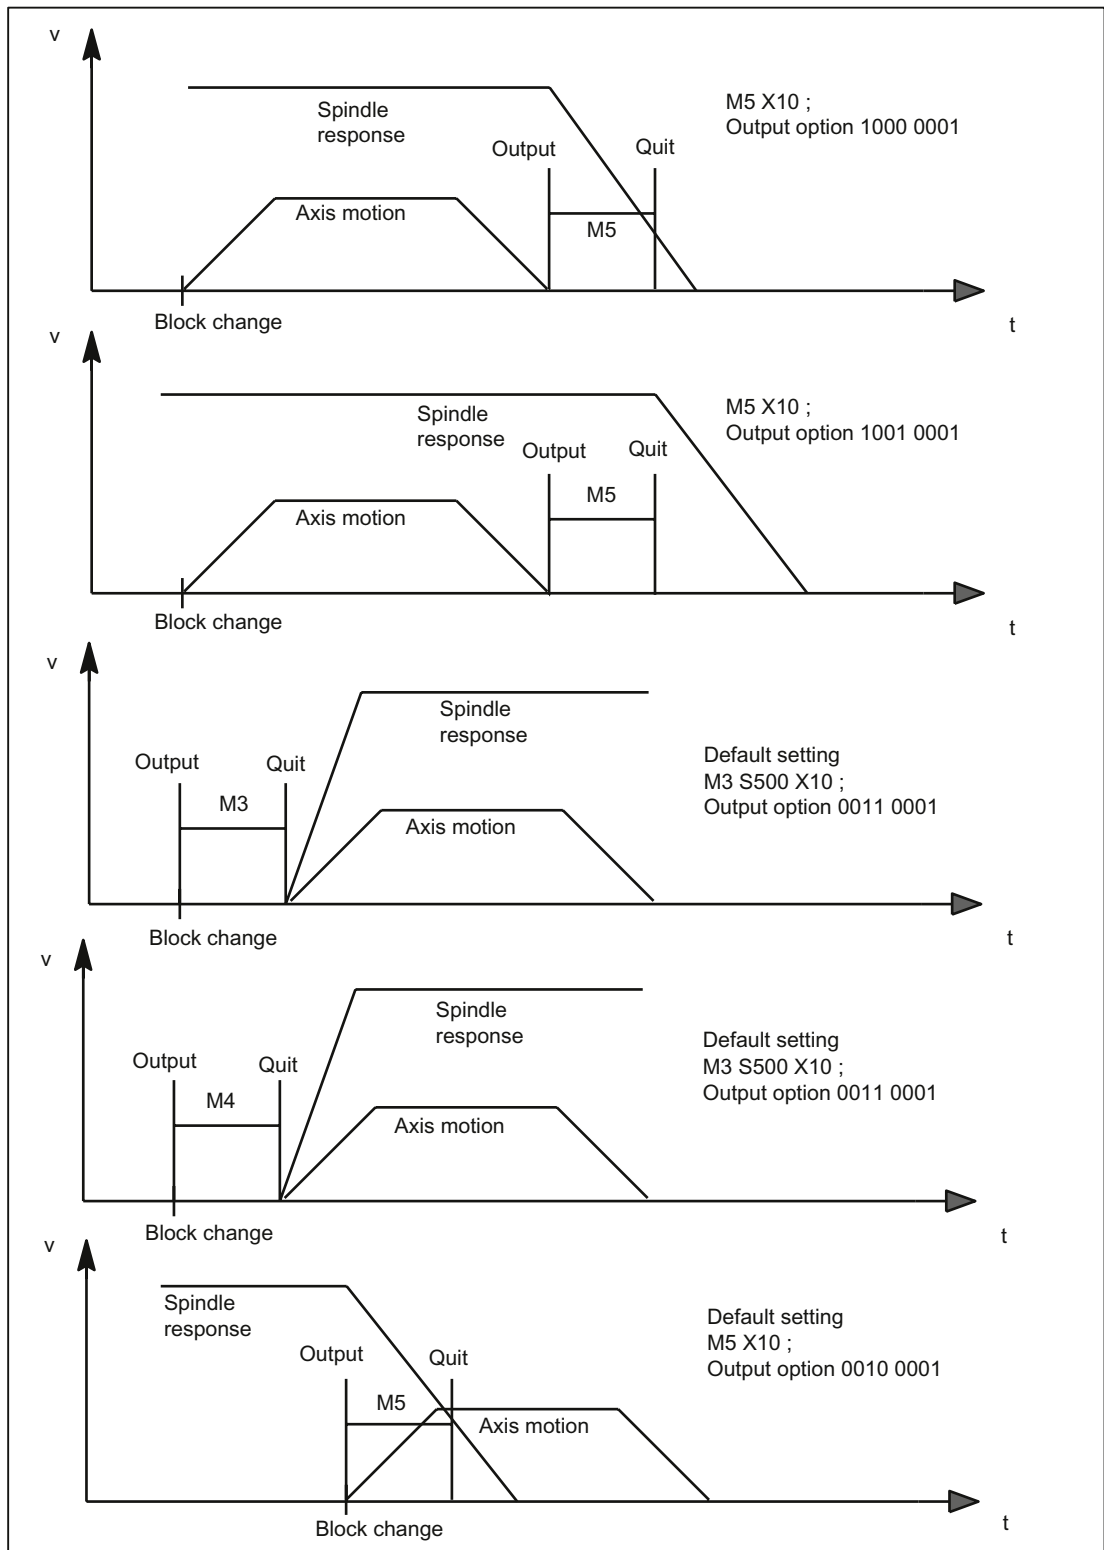 v
Spindle
response
M5 X10 ;
Output option 1000 0001
Output
Quit
Axis motion
M5
Block change
t
v
Spindle
response
M5 X10 ;
Output option 1001 0001
Output
Quit
M5
Axis motion
Block change
t
v
Spindle
response
Default setting
M3 S500 X10 ;
Output option 0011 0001
Output
Quit
M3
Axis motion
Block change
t
v
Spindle
response
Default setting
M3 S500 X10 ;
Output option 0011 0001
Output
Quit
M4
Axis motion
Block change
t
v
Spindle
response
Default setting
M5 X10 ;
Output option 0010 0001
Output
Quit
M5
Axis motion
Block change
t